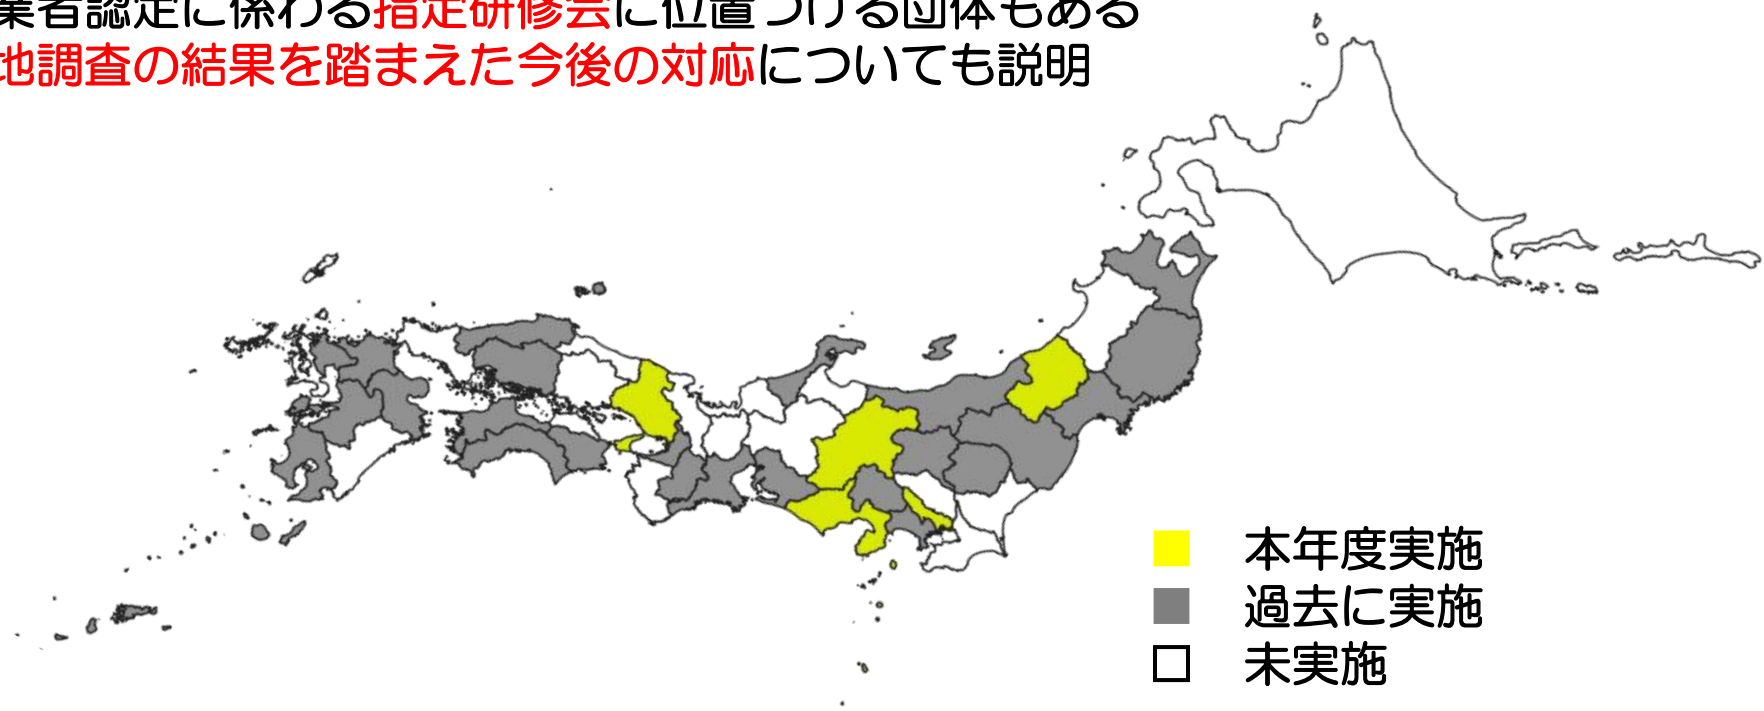 業者認定に係わる指定研修会に位置づける団体もある
地調査の結果を踏まえた今後の対応についても説明
本年度実施
過去に実施
未実施